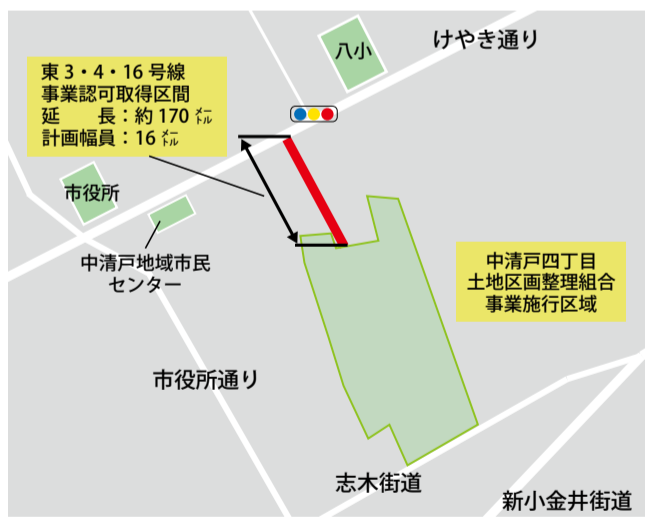 けやき通り
八小
東3・4・16号線
事業認可取得区間
延　　長：約170㍍
計画幅員：16㍍
市役所
中清戸地域市民
センター
中清戸四丁目
土地区画整理組合
事業施行区域
市役所通り
志木街道
新小金井街道